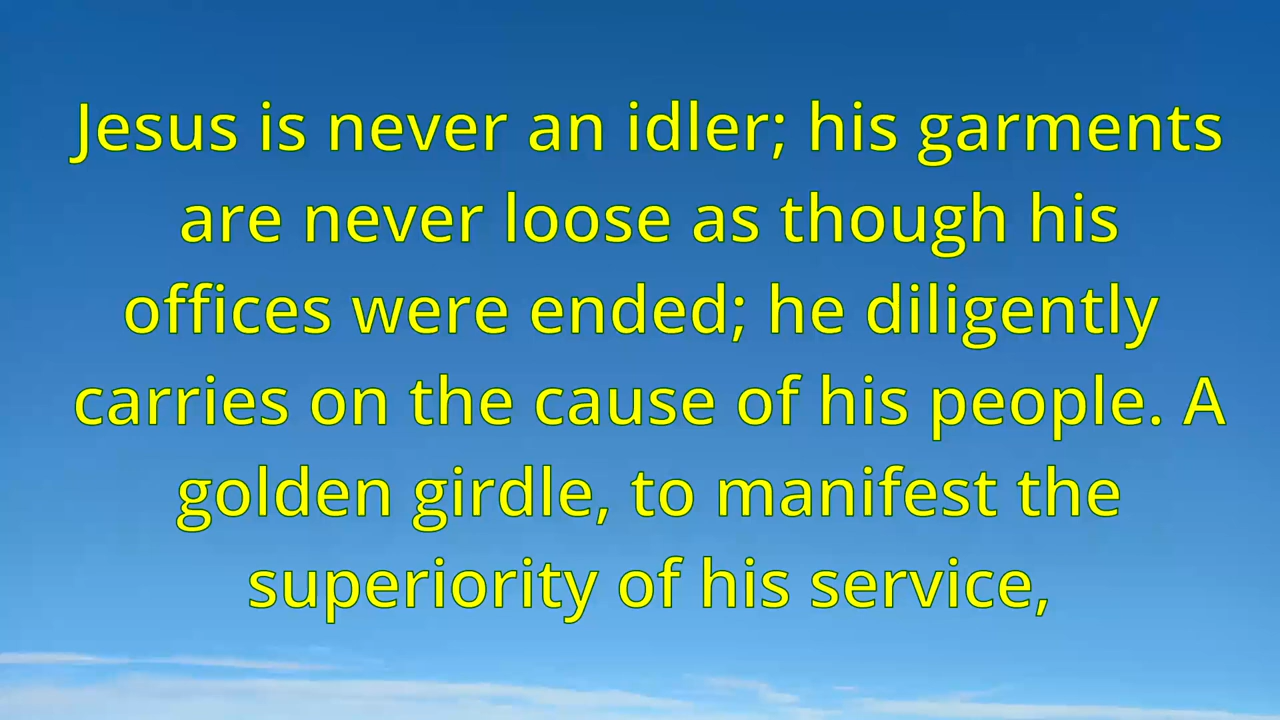 Jesus is never an idler; his garments
are never loose as though his
offices were ended; he diligently
carries on the cause of his people. A
golden girdle, to manifest the
superiority of his service,